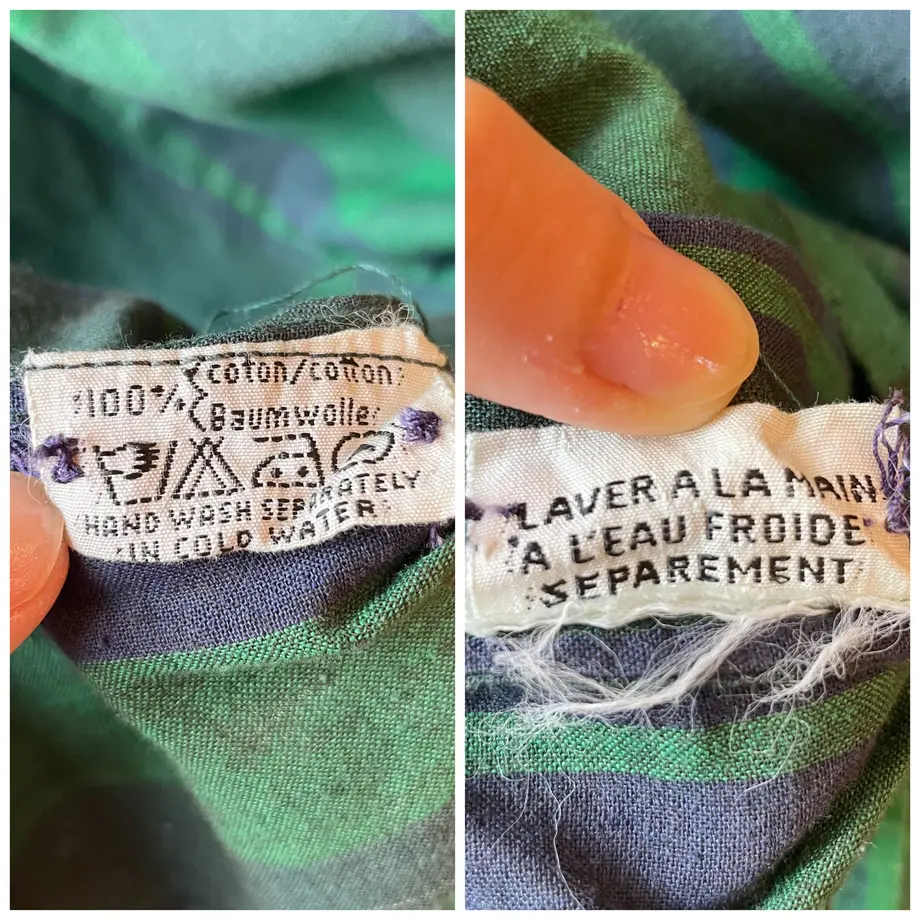 100% coton/cotton
Baumwolle
HAND WASH SEPARATELY
IN COLD WATER
LAVER A LA MAIN
A L'EAU FROIDE
SEPAREMENT